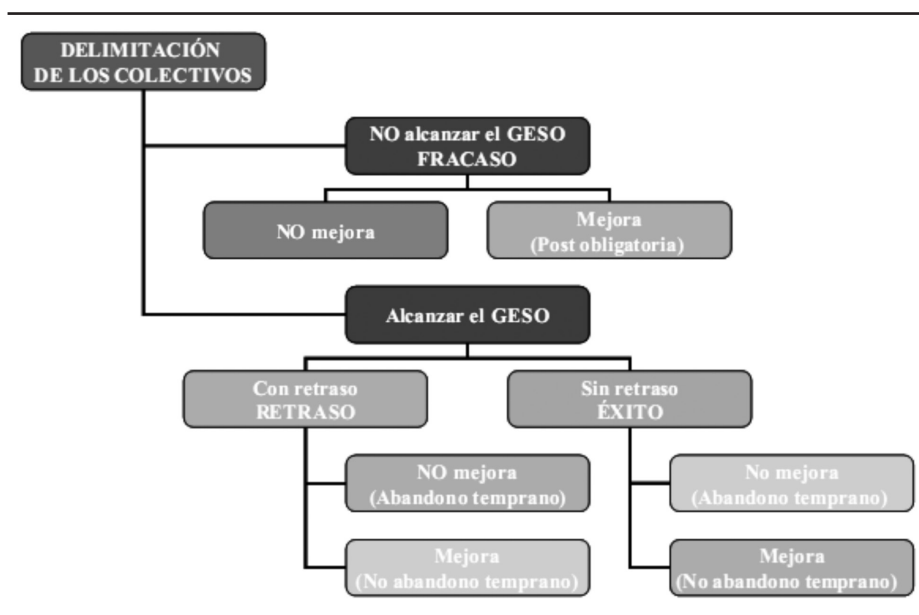 DELIMITACIÓN
DE LOS COLECTIVOS
NO alcanzar el GESO
FRACASO
NO mejora
Mejora
(Post obligatoria)
Alcanzar el GESO
Con retraso
RETRASO
Sin retraso
ÉXITO
NO mejora
(Abandono temprano)
No mejora
(Abandono temprano)
Mejora
(No abandono temprano)
Mejora
(No abandono temprano)